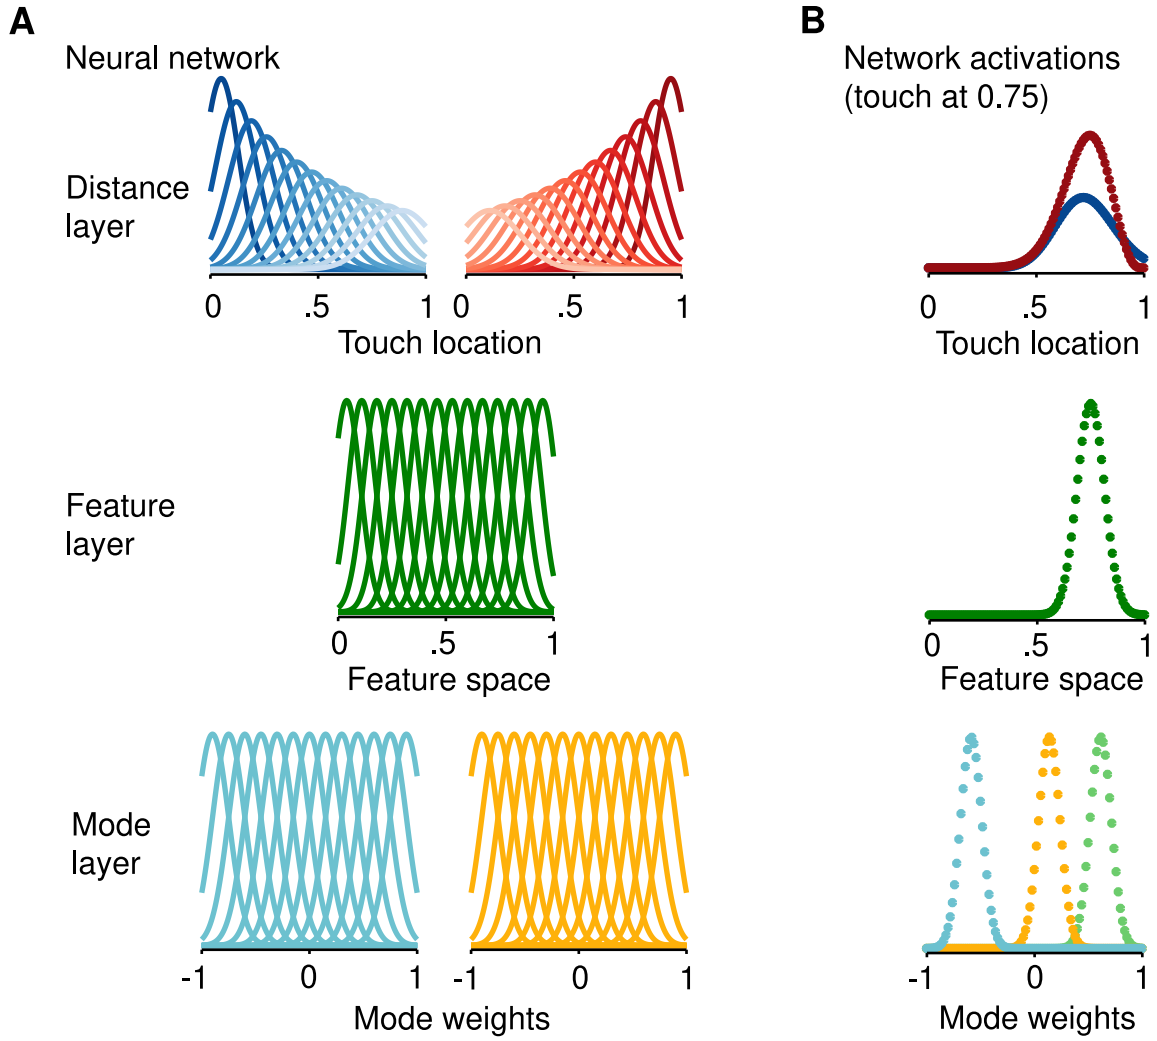 A
Neural network
Distance
layer
0 .5 1 0 .5 1
Touch location
Feature
layer
0 .5 1
Feature space
Mode
layer
-1 0 1 -1 0 1
Mode weights
B
Network activations
(touch at 0.75)
0 .5 1
Touch location
0 .5 1
Feature space
-1 0 1
Mode weights